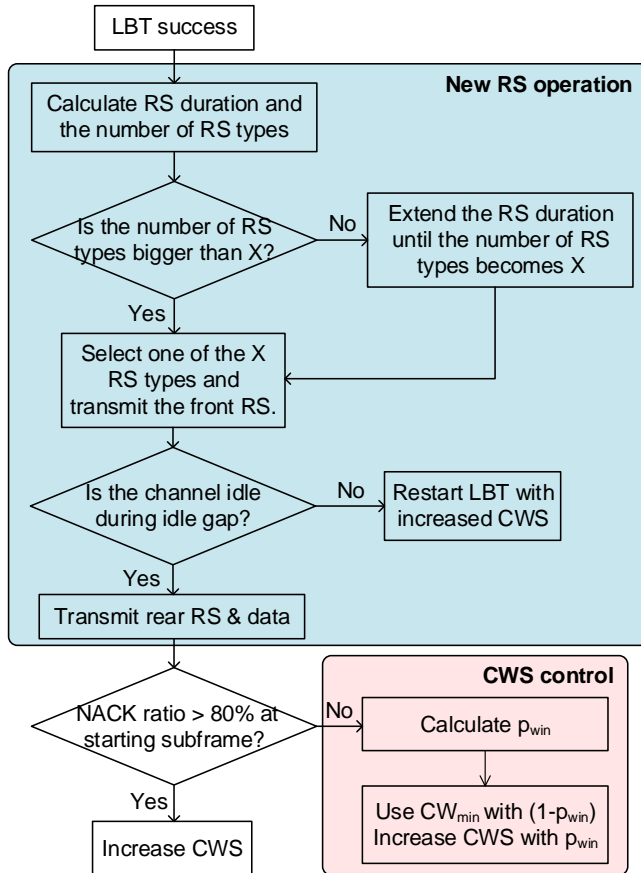 LBT success
New RS operation
Calculate RS duration and
the number of RS types
Is the number of RS
types bigger than X?
No
Extend the RS duration
until the number of RS
types becomes X
Yes
Select one of the X
RS types and
transmit the front RS.
Is the channel idle
during idle gap?
No
Restart LBT with
increased CWS
Yes
Transmit rear RS & data
CWS control
NACK ratio > 80% at
starting subframe?
No
Calculate pwin
Yes
Use CWmin with (1-pwin)
Increase CWS with pwin
Increase CWS